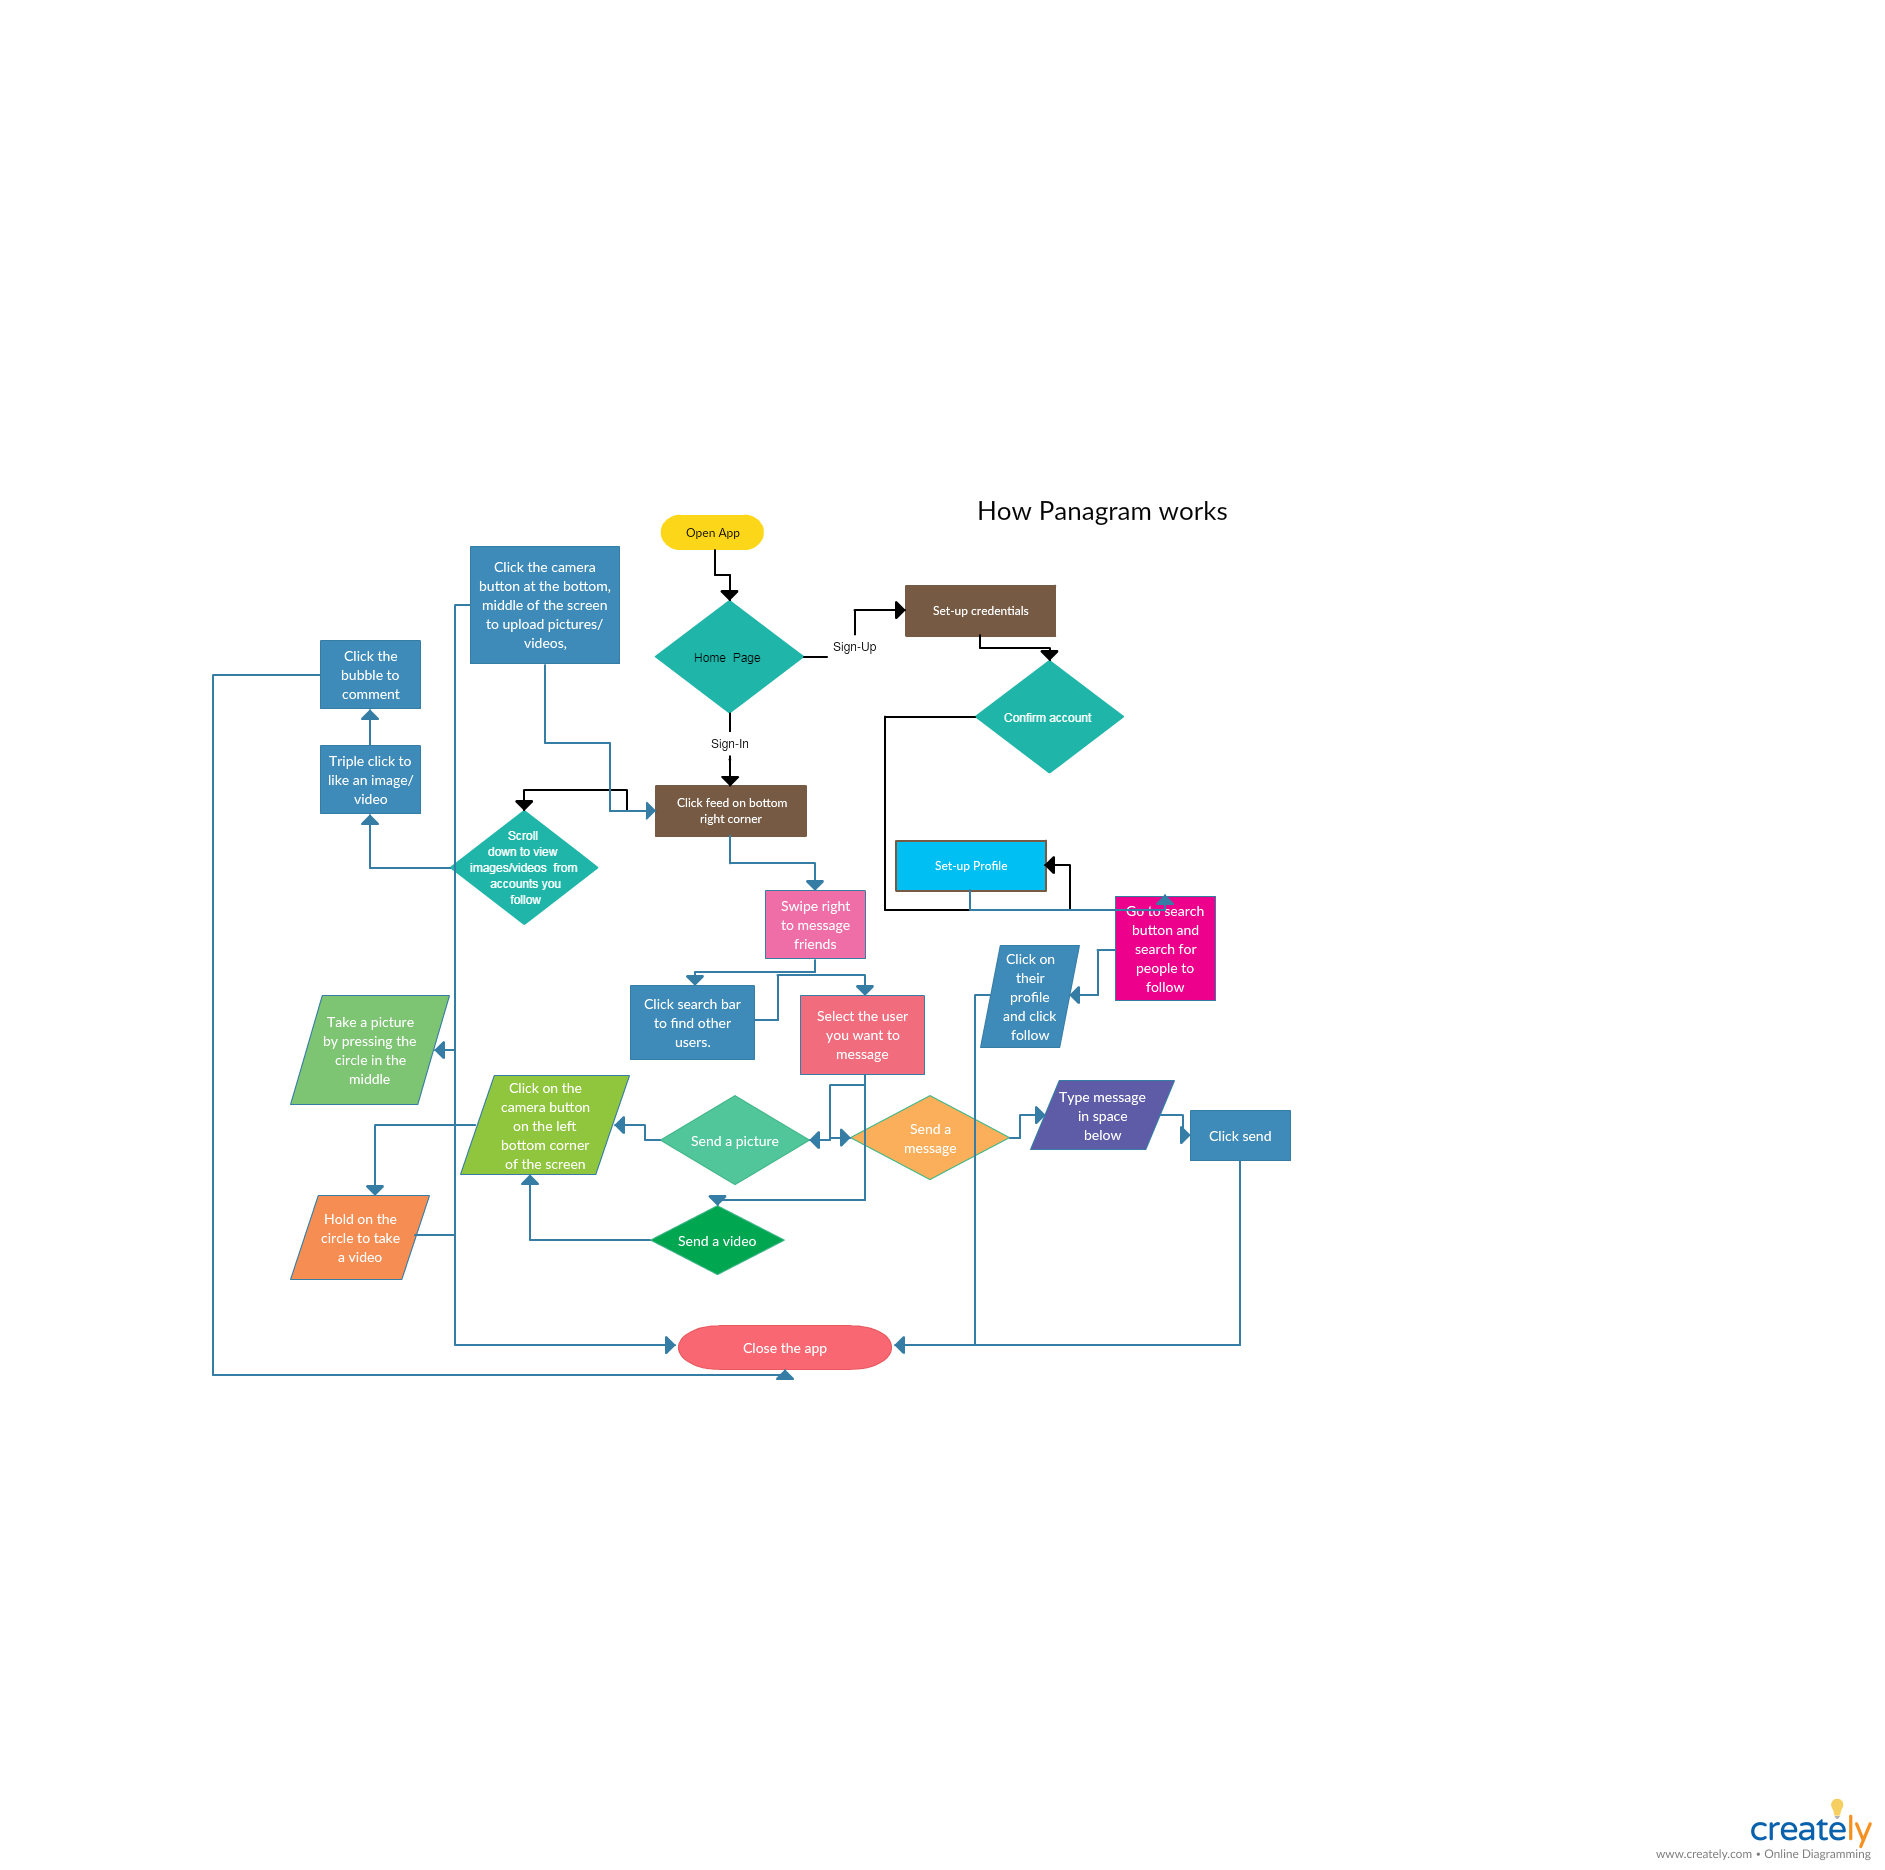 How Panagram works
Open App
Click the camera
button at the bottom,
middle of the screen
to upload pictures/
videos,
Set-up credentials
Home  Page
Sign-Up
Click the
bubble to
comment
Confirm account
Sign-In
Triple click to
like an image/
video
Click feed on bottom
right corner
Scroll
down to view
images/videos  from
accounts you
follow
Set-up Profile
Swipe right
to message
friends
Go to search
button and
search for
people to
follow
Click on
their
profile
and click
follow
Click search bar
to find other
users.
Select the user
you want to
message
Take a picture
by pressing the
circle in the
middle
Click on the
camera button
on the left
bottom corner
of the screen
Send a picture
Send a
message
Type message
in space
below
Click send
Hold on the
circle to take
a video
Send a video
Close the app
creately
www.creately.com • Online Diagramming